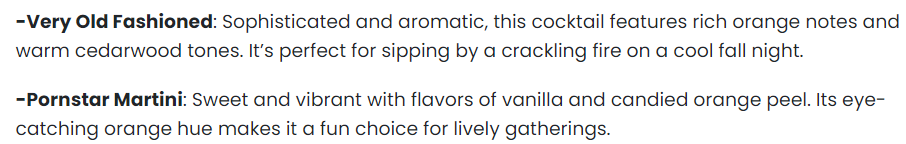 -Very Old Fashioned: Sophisticated and aromatic, this cocktail features rich orange notes and
warm cedarwood tones. It’s perfect for sipping by a crackling fire on a cool fall night.
-Pornstar Martini: Sweet and vibrant with flavors of vanilla and candied orange peel. Its eye-
catching orange hue makes it a fun choice for lively gatherings.